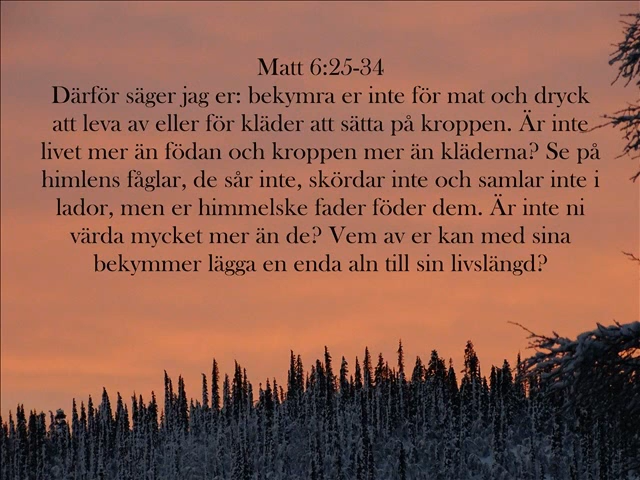 Matt 6:25-34
Därför säger jag er: bekymra er inte för mat och dryck
att leva av eller för kläder att sätta på kroppen. Är inte
livet mer än födan och kroppen mer än kläderna? Se på
himlens fåglar, de sår inte, skördar inte och samlar inte i
lador, men er himmelske fader föder dem. Är inte ni
värda mycket mer än de? Vem av er kan med sina
bekymmer lägga en enda aln till sin livslängd?